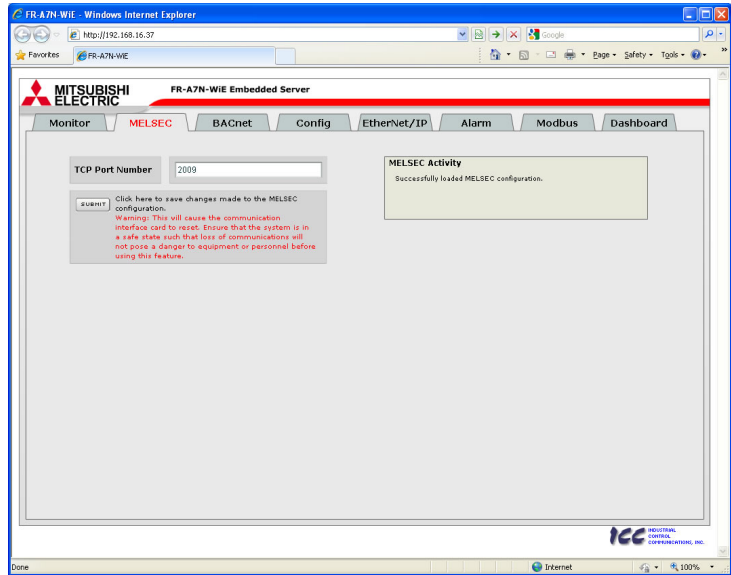 FR-A7N-WiE - Windows Internet Explorer
http://192.168.16.37
Google
Favorites
FR-A7N-WiE
Page
Safety
Tools
MITSUBISHI
ELECTRIC
FR-A7N-WiE Embedded Server
Monitor
MELSEC
BACnet
Config
EtherNet/IP
Alarm
Modbus
Dashboard
TCP Port Number
2009
MELSEC Activity
Successfully loaded MELSEC configuration.
SUBMIT
Click here to save changes made to the MELSEC
configuration.
Warning: This will cause the communication
interface card to reset. Ensure that the system is in
a safe state such that loss of communications will
not pose a danger to equipment or personnel before
using this feature.
ICC
INDUSTRIAL
CONTROL
COMMUNICATIONS, INC.
Done
Internet
100%